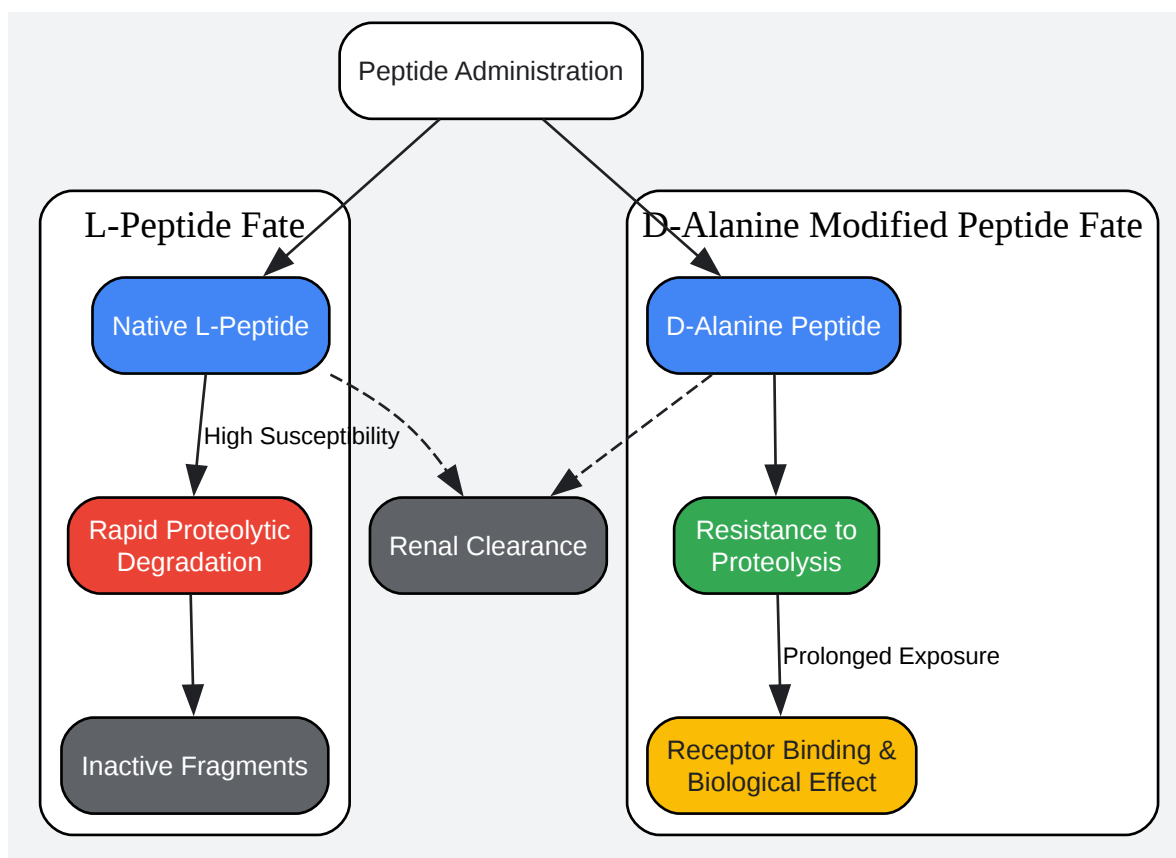 Peptide Administration
L-Peptide Fate
D-Alanine Modified Peptide Fate
Native L-Peptide
D-Alanine Peptide
High Susceptibility
Rapid Proteolytic
Degradation
Renal Clearance
Resistance to
Proteolysis
Prolonged Exposure
Inactive Fragments
Receptor Binding &
Biological Effect